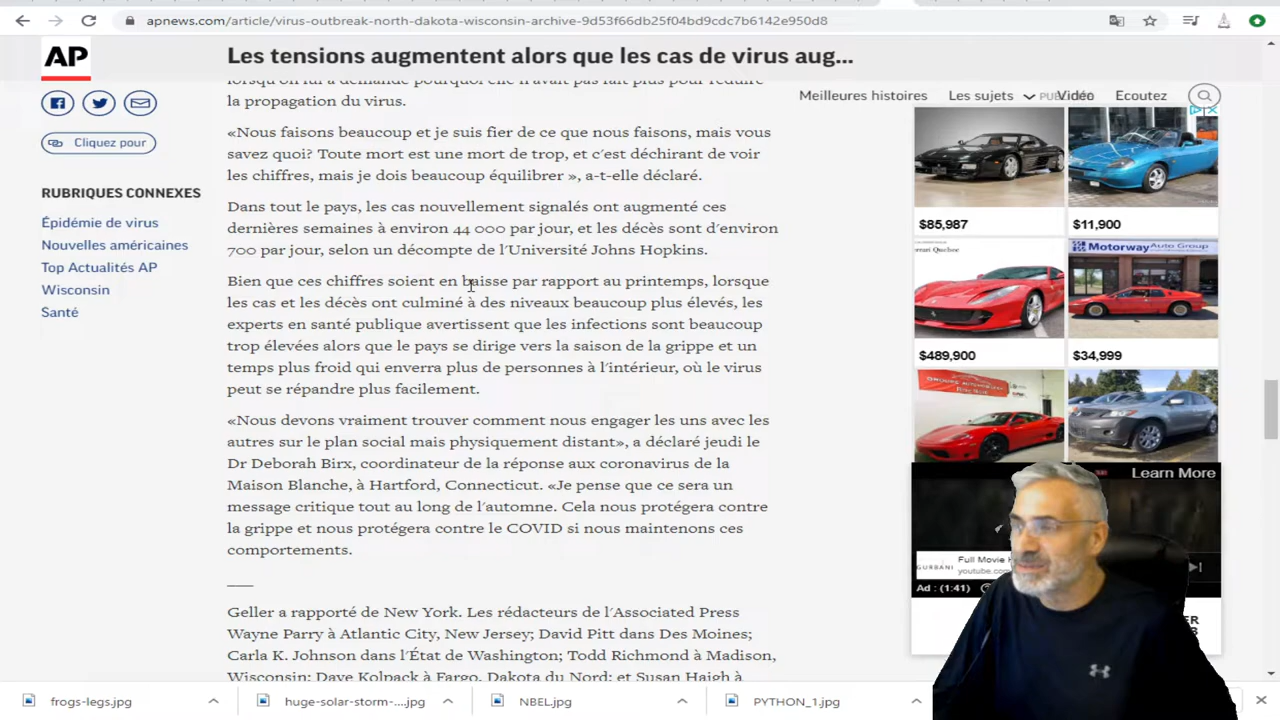 apnews.com/article/virus-outbreak-north-dakota-wisconsin-archive-9d53f66db25f04bd9cdc7b6142e950d8
AP
Les tensions augmentent alors que les cas de virus aug...
Meilleures histoires
Les sujets
Vidéo
Ecoutez
Cliquez pour
RUBRIQUES CONNEXES
Épidémie de virus
Nouvelles américaines
Top Actualités AP
Wisconsin
Santé
la propagation du virus.
«Nous faisons beaucoup et je suis fier de ce que nous faisons, mais vous
savez quoi? Toute mort est une mort de trop, et c'est déchirant de voir
les chiffres, mais je dois beaucoup équilibrer », a-t-elle déclaré.
Dans tout le pays, les cas nouvellement signalés ont augmenté ces
dernières semaines à environ 44 000 par jour, et les décès sont d'environ
700 par jour, selon un décompte de l'Université Johns Hopkins.
Bien que ces chiffres soient en baisse par rapport au printemps, lorsque
les cas et les décès ont culminé à des niveaux beaucoup plus élevés, les
experts en santé publique avertissent que les infections sont beaucoup
trop élevées alors que le pays se dirige vers la saison de la grippe et un
temps plus froid qui enverra plus de personnes à l'intérieur, où le virus
peut se répandre plus facilement.
«Nous devons vraiment trouver comment nous engager les uns avec les
autres sur le plan social mais physiquement distant», a déclaré jeudi le
Dr Deborah Birx, coordinateur de la réponse aux coronavirus de la
Maison Blanche, à Hartford, Connecticut. «Je pense que ce sera un
message critique tout au long de l'automne. Cela nous protégera contre
la grippe et nous protégera contre le COVID si nous maintenons ces
comportements.
Geller a rapporté de New York. Les rédacteurs de l'Associated Press
Wayne Parry à Atlantic City, New Jersey; David Pitt dans Des Moines;
Carla K. Johnson dans l'État de Washington; Todd Richmond à Madison,
Wisconsin; Dave Kolpack à Fargo, Dakota du Nord; et Susan Haigh à
$85,987
$11,900
Ferrari Quebec
Motorway Auto Group
$489,900
$34,999
Learn More
GURBANI
Full Movie
youtube.com
Ad : (1:41)
frogs-legs.jpg
huge-solar-storm-....jpg
NBEL.jpg
PYTHON_1.jpg